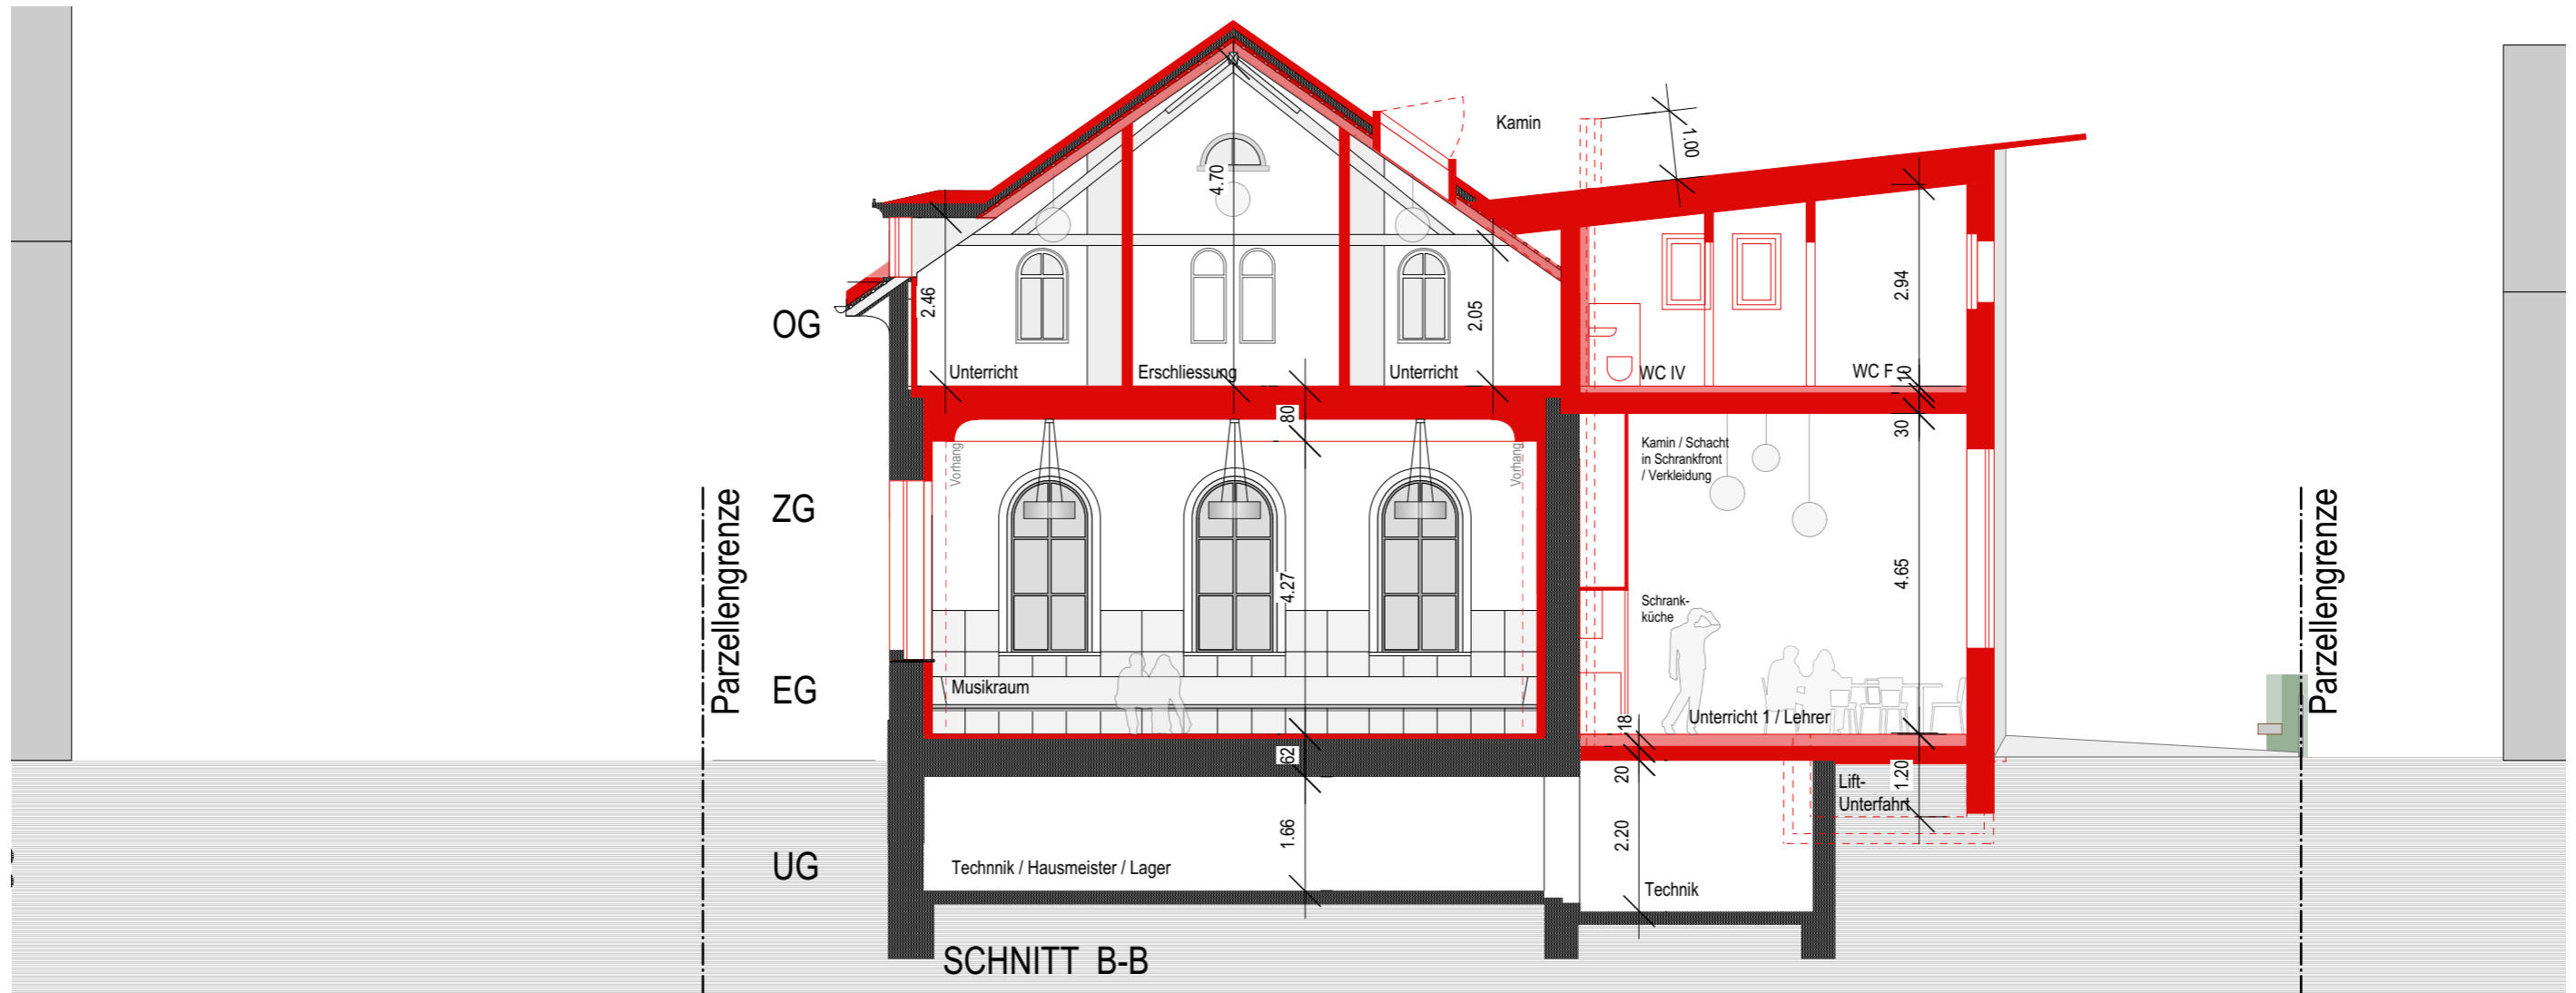 Kamin
1.00
4.70
2.94
2.46
2.05
OG
Unterricht
Erschliessung
Unterricht
WC IV
WC F
10
80
30
Vorhang
Vorhang
Kamin / Schacht
in Schrankfront
/ Verkleidung
Parzellengrenze
ZG
Parzellengrenze
4.27
4.65
Schrank-
küche
EG
Musikraum
18
Unterricht 1 / Lehrer
62
20
1.20
Lift-
Unterfahrt
1.66
2.20
UG
Technnik / Hausmeister / Lager
Technik
SCHNITT B-B